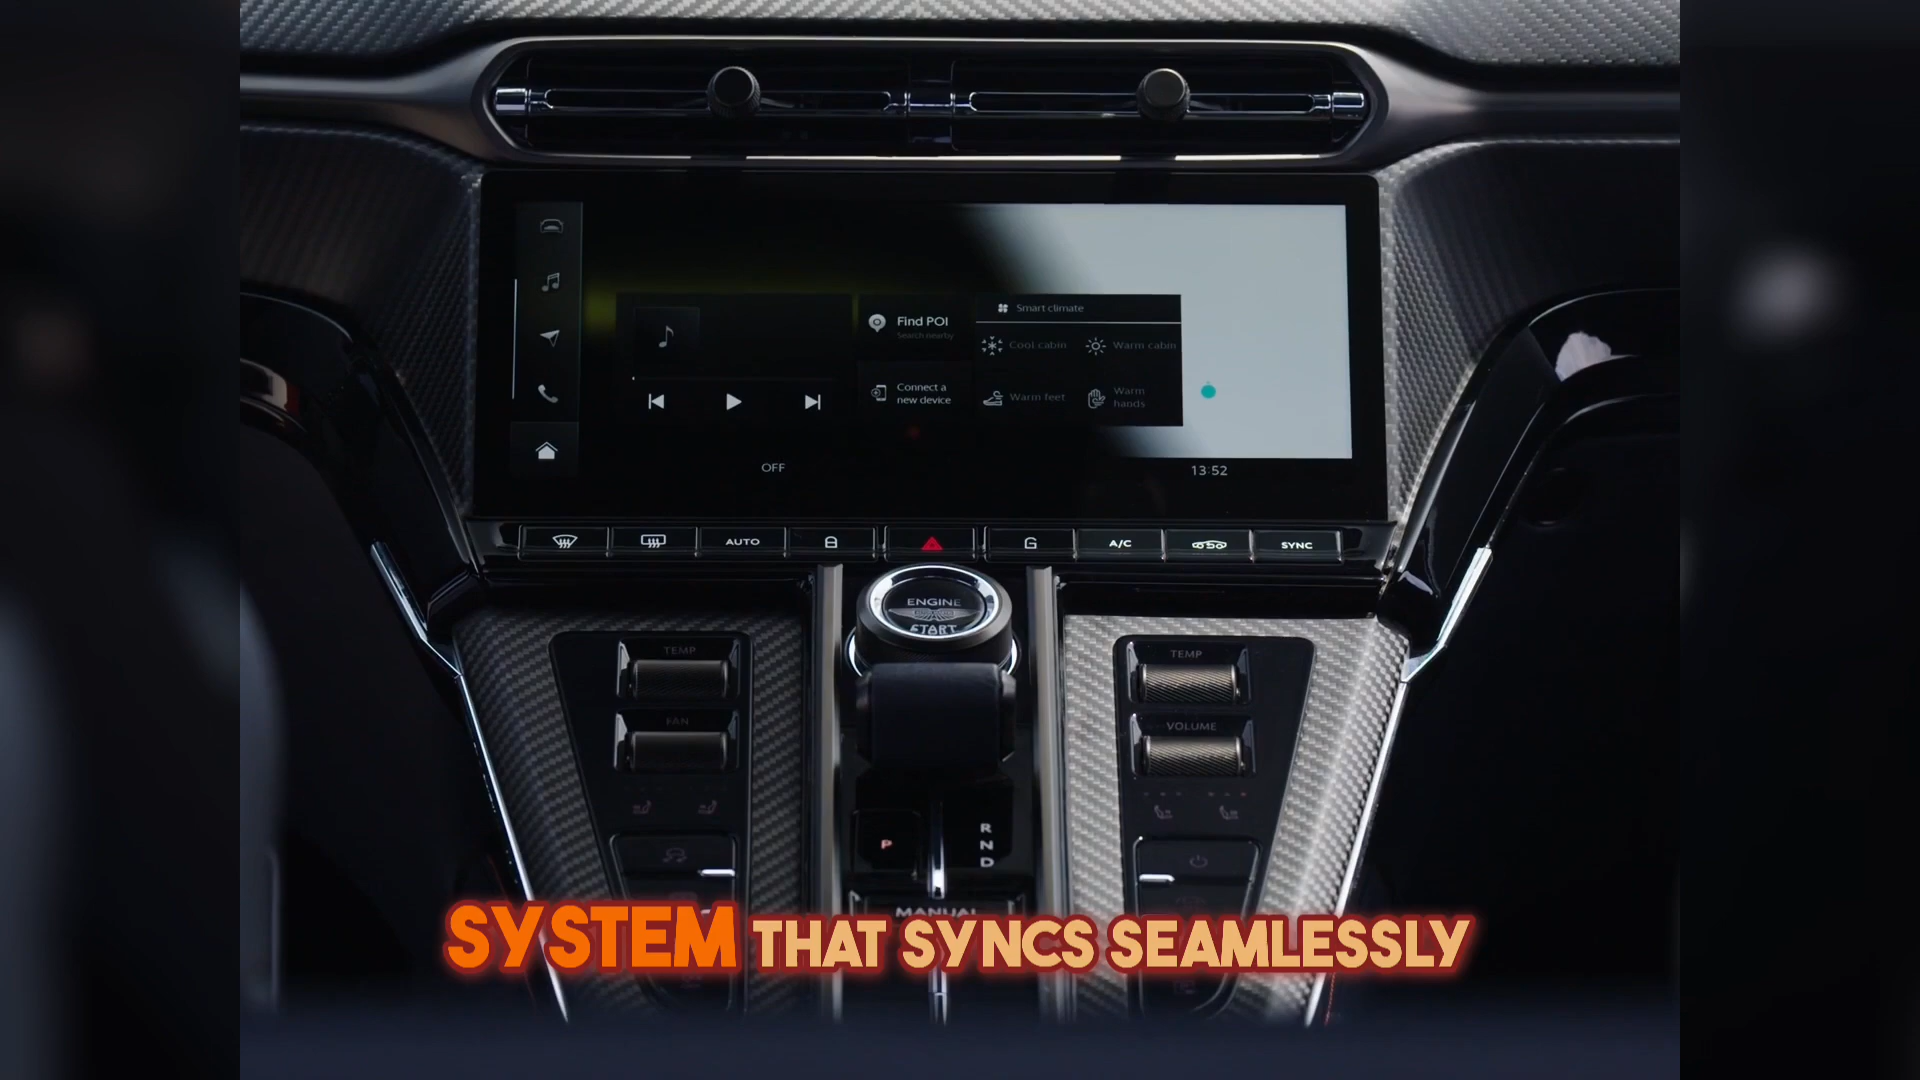 Smart climate
Find POI
Search nearby
Cool cabin
Warm cabin
Connect a
new device
Warm feet
Warm
hands
OFF
13:52
AUTO
A/C
SYNC
ENGINE
START
TEMP
TEMP
FAN
VOLUME
P
R
N
D
MANUAL
SYSTEM THAT SYNCS SEAMLESSLY